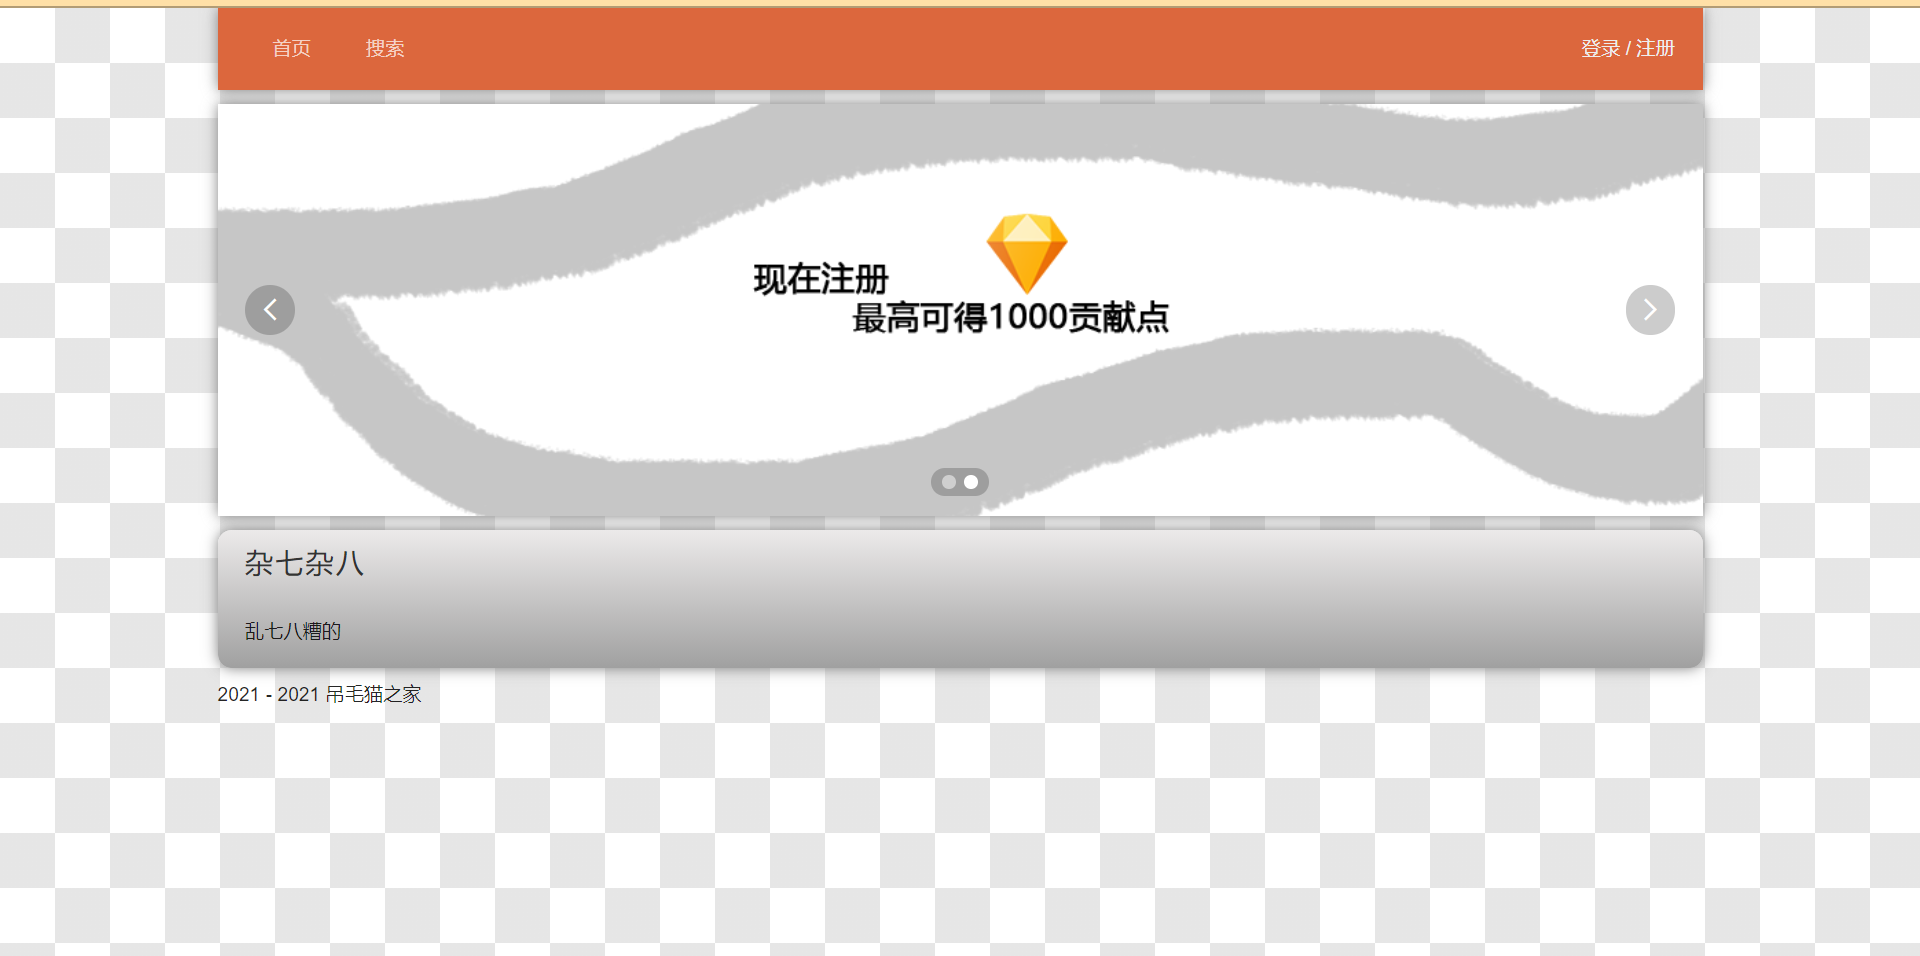 首页 搜索 登录 / 注册
现在注册
最高可得1000贡献点
杂七杂八
乱七八糟的
2021 - 2021 吊毛猫之家